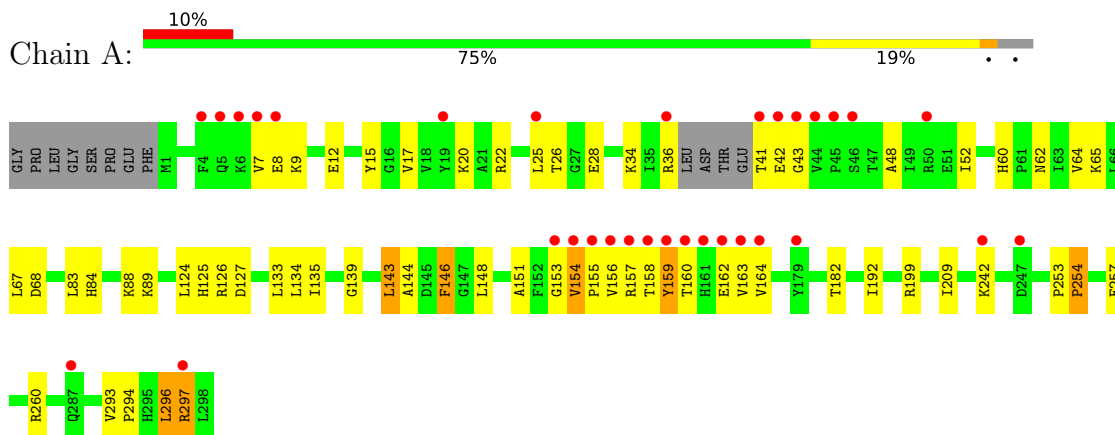 10%
Chain A:
75% 19% • •
GLY PRO LEU GLY SER PRO GLU PHE M1 F4 Q5 K6 V7 E8 K9 E12 Y15 G16 V17 V18 Y19 K20 A21 R22 L25 T26 G27 E28 K34 I35 R36 LEU ASP THR GLU T41 E42 G43 V44 P45 S46 T47 A48 I49 R50 E51 I52 H60 P61 N62 I63 V64 K65 L66
L67 D68 L83 H84 K88 K89 L124 H125 R126 D127 L133 L134 I135 G139 L143 A144 D145 F146 G147 L148 A151 F152 G153 V154 P155 V156 R157 T158 Y159 T160 H161 E162 V163 V164 Y179 T182 I192 R199 I209 K242 D247 P253 P254 E257
R260 Q287 V293 P294 H295 L296 R297 L298